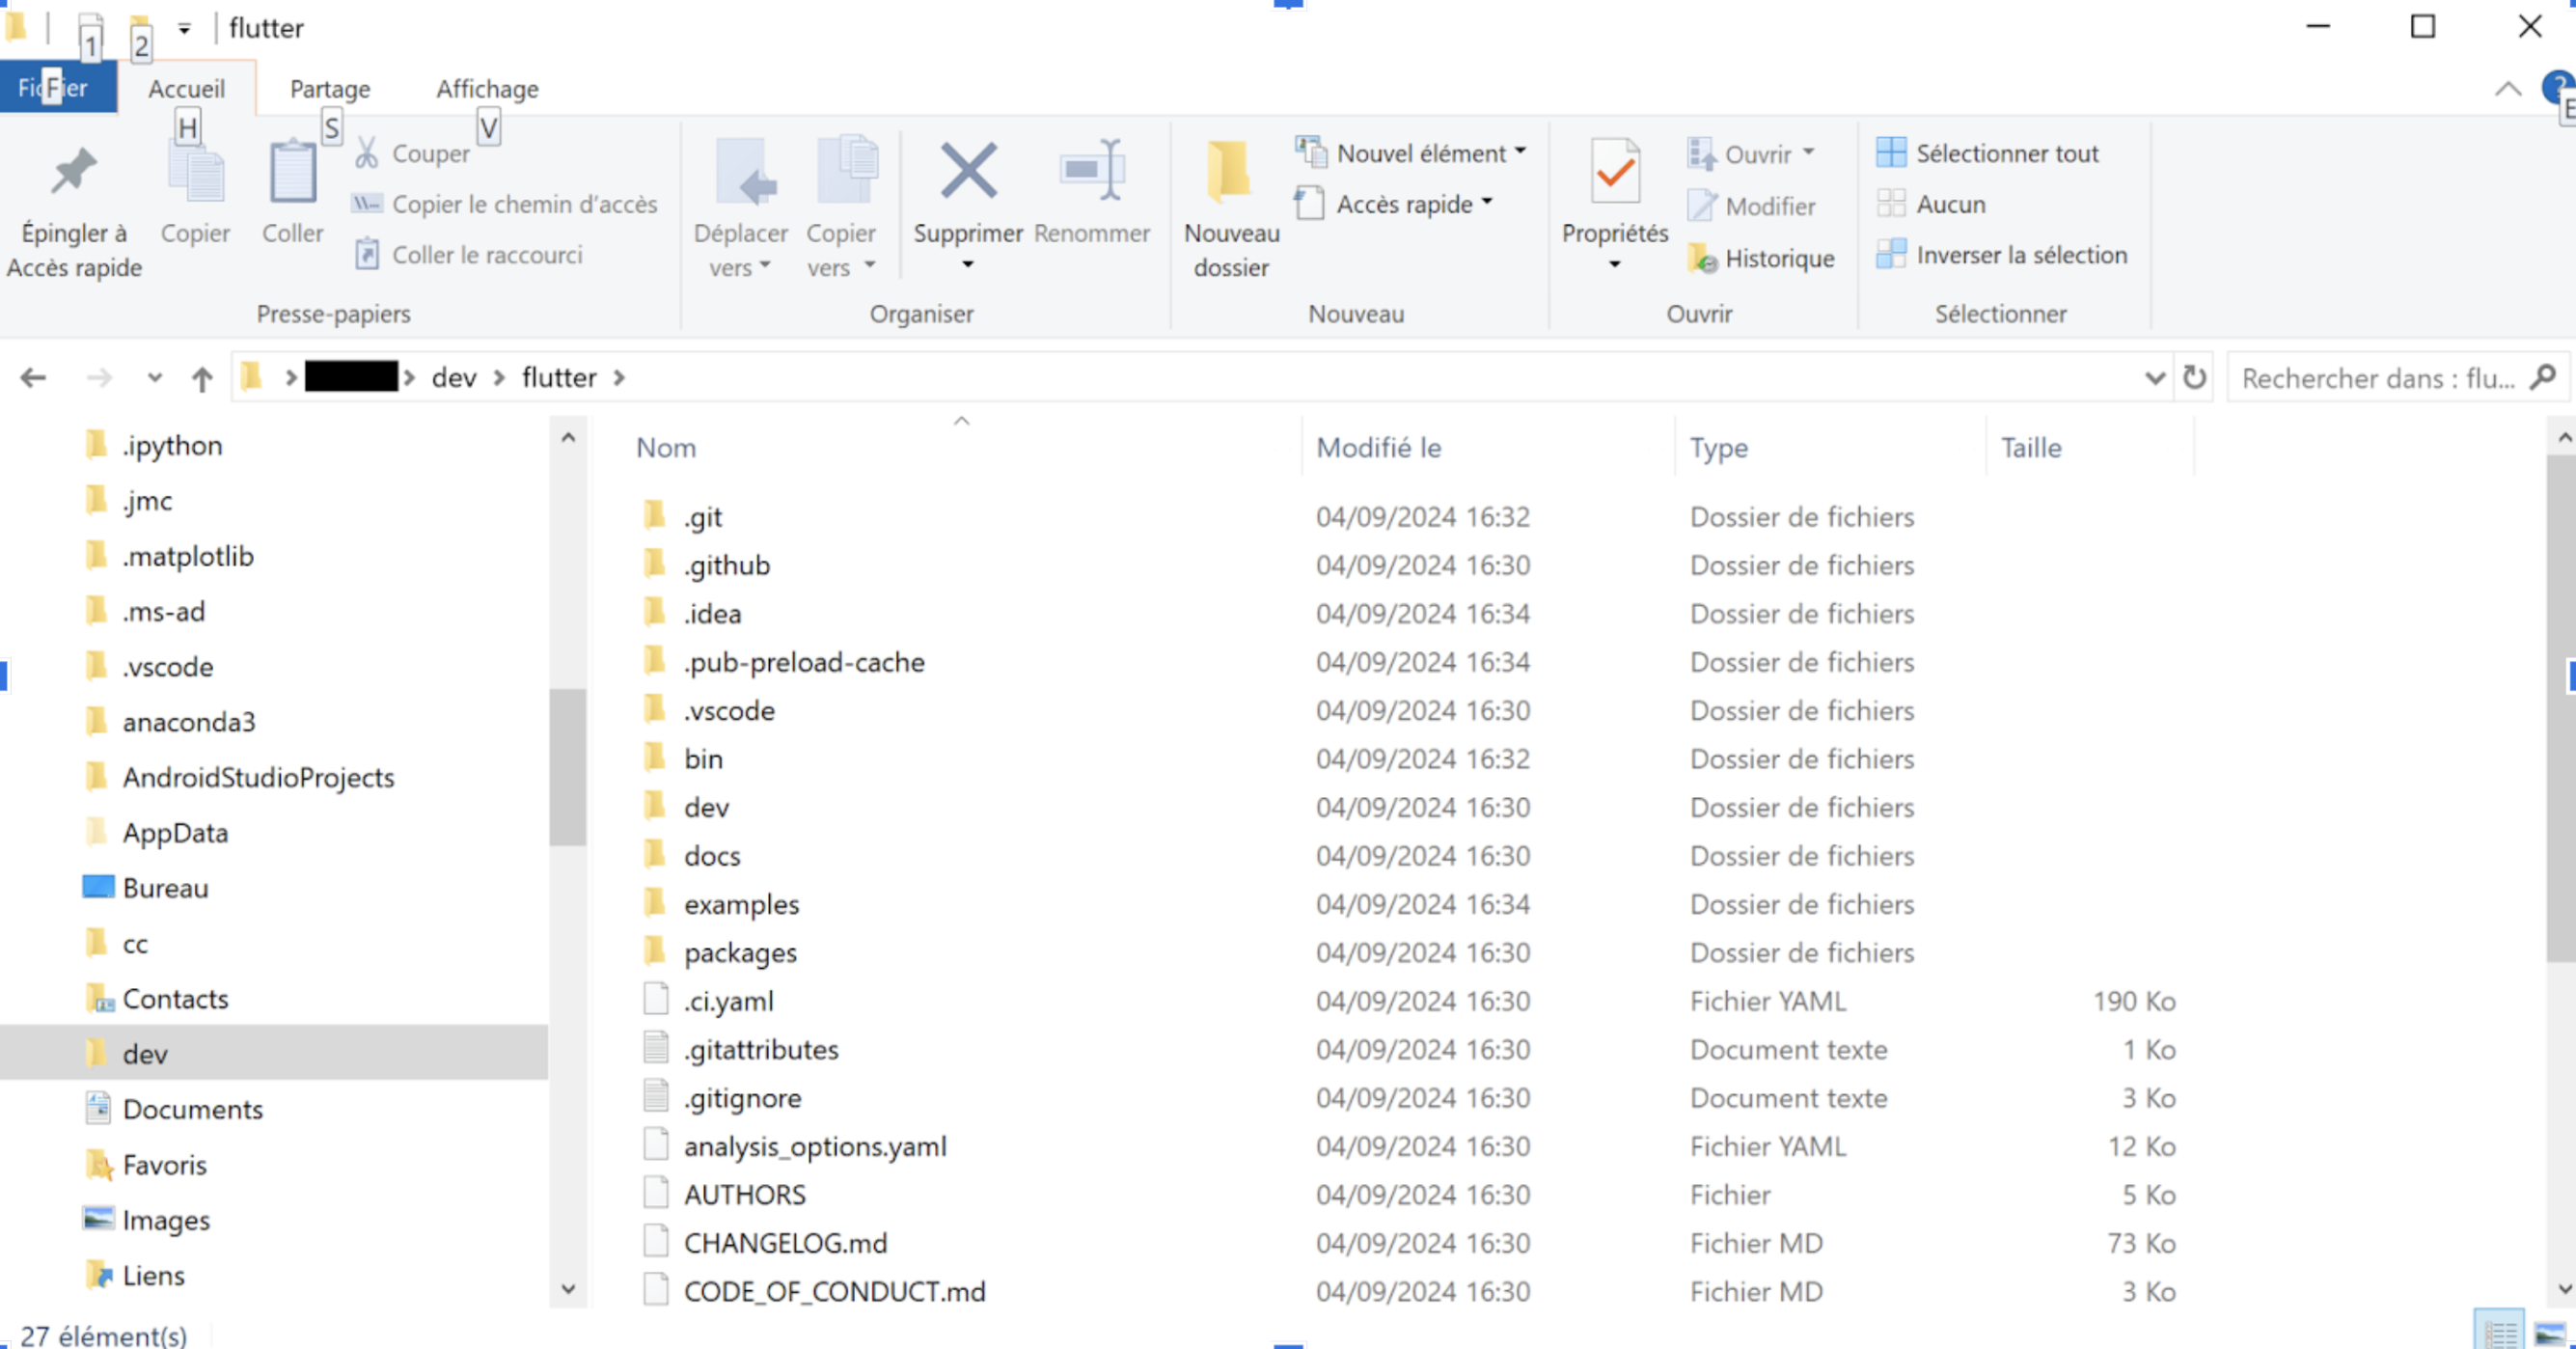 1 2 flutter
Fichier F Accueil Partage Affichage
H S V E
Épingler à Accès rapide
Copier
Coller
Couper
Copier le chemin d'accès
Coller le raccourci
Presse-papiers
Déplacer vers
Copier vers
Supprimer
Renommer
Organiser
Nouveau dossier
Nouvel élément
Accès rapide
Nouveau
Propriétés
Ouvrir
Modifier
Historique
Ouvrir
Sélectionner tout
Aucun
Inverser la sélection
Sélectionner
dev flutter
Rechercher dans : flu...
.ipython
.jmc
.matplotlib
.ms-ad
.vscode
anaconda3
AndroidStudioProjects
AppData
Bureau
cc
Contacts
dev
Documents
Favoris
Images
Liens
Nom Modifié le Type Taille
.git 04/09/2024 16:32 Dossier de fichiers
.github 04/09/2024 16:30 Dossier de fichiers
.idea 04/09/2024 16:34 Dossier de fichiers
.pub-preload-cache 04/09/2024 16:34 Dossier de fichiers
.vscode 04/09/2024 16:30 Dossier de fichiers
bin 04/09/2024 16:32 Dossier de fichiers
dev 04/09/2024 16:30 Dossier de fichiers
docs 04/09/2024 16:30 Dossier de fichiers
examples 04/09/2024 16:34 Dossier de fichiers
packages 04/09/2024 16:30 Dossier de fichiers
.ci.yaml 04/09/2024 16:30 Fichier YAML 190 Ko
.gitattributes 04/09/2024 16:30 Document texte 1 Ko
.gitignore 04/09/2024 16:30 Document texte 3 Ko
analysis_options.yaml 04/09/2024 16:30 Fichier YAML 12 Ko
AUTHORS 04/09/2024 16:30 Fichier 5 Ko
CHANGELOG.md 04/09/2024 16:30 Fichier MD 73 Ko
CODE_OF_CONDUCT.md 04/09/2024 16:30 Fichier MD 3 Ko
27 élément(s)